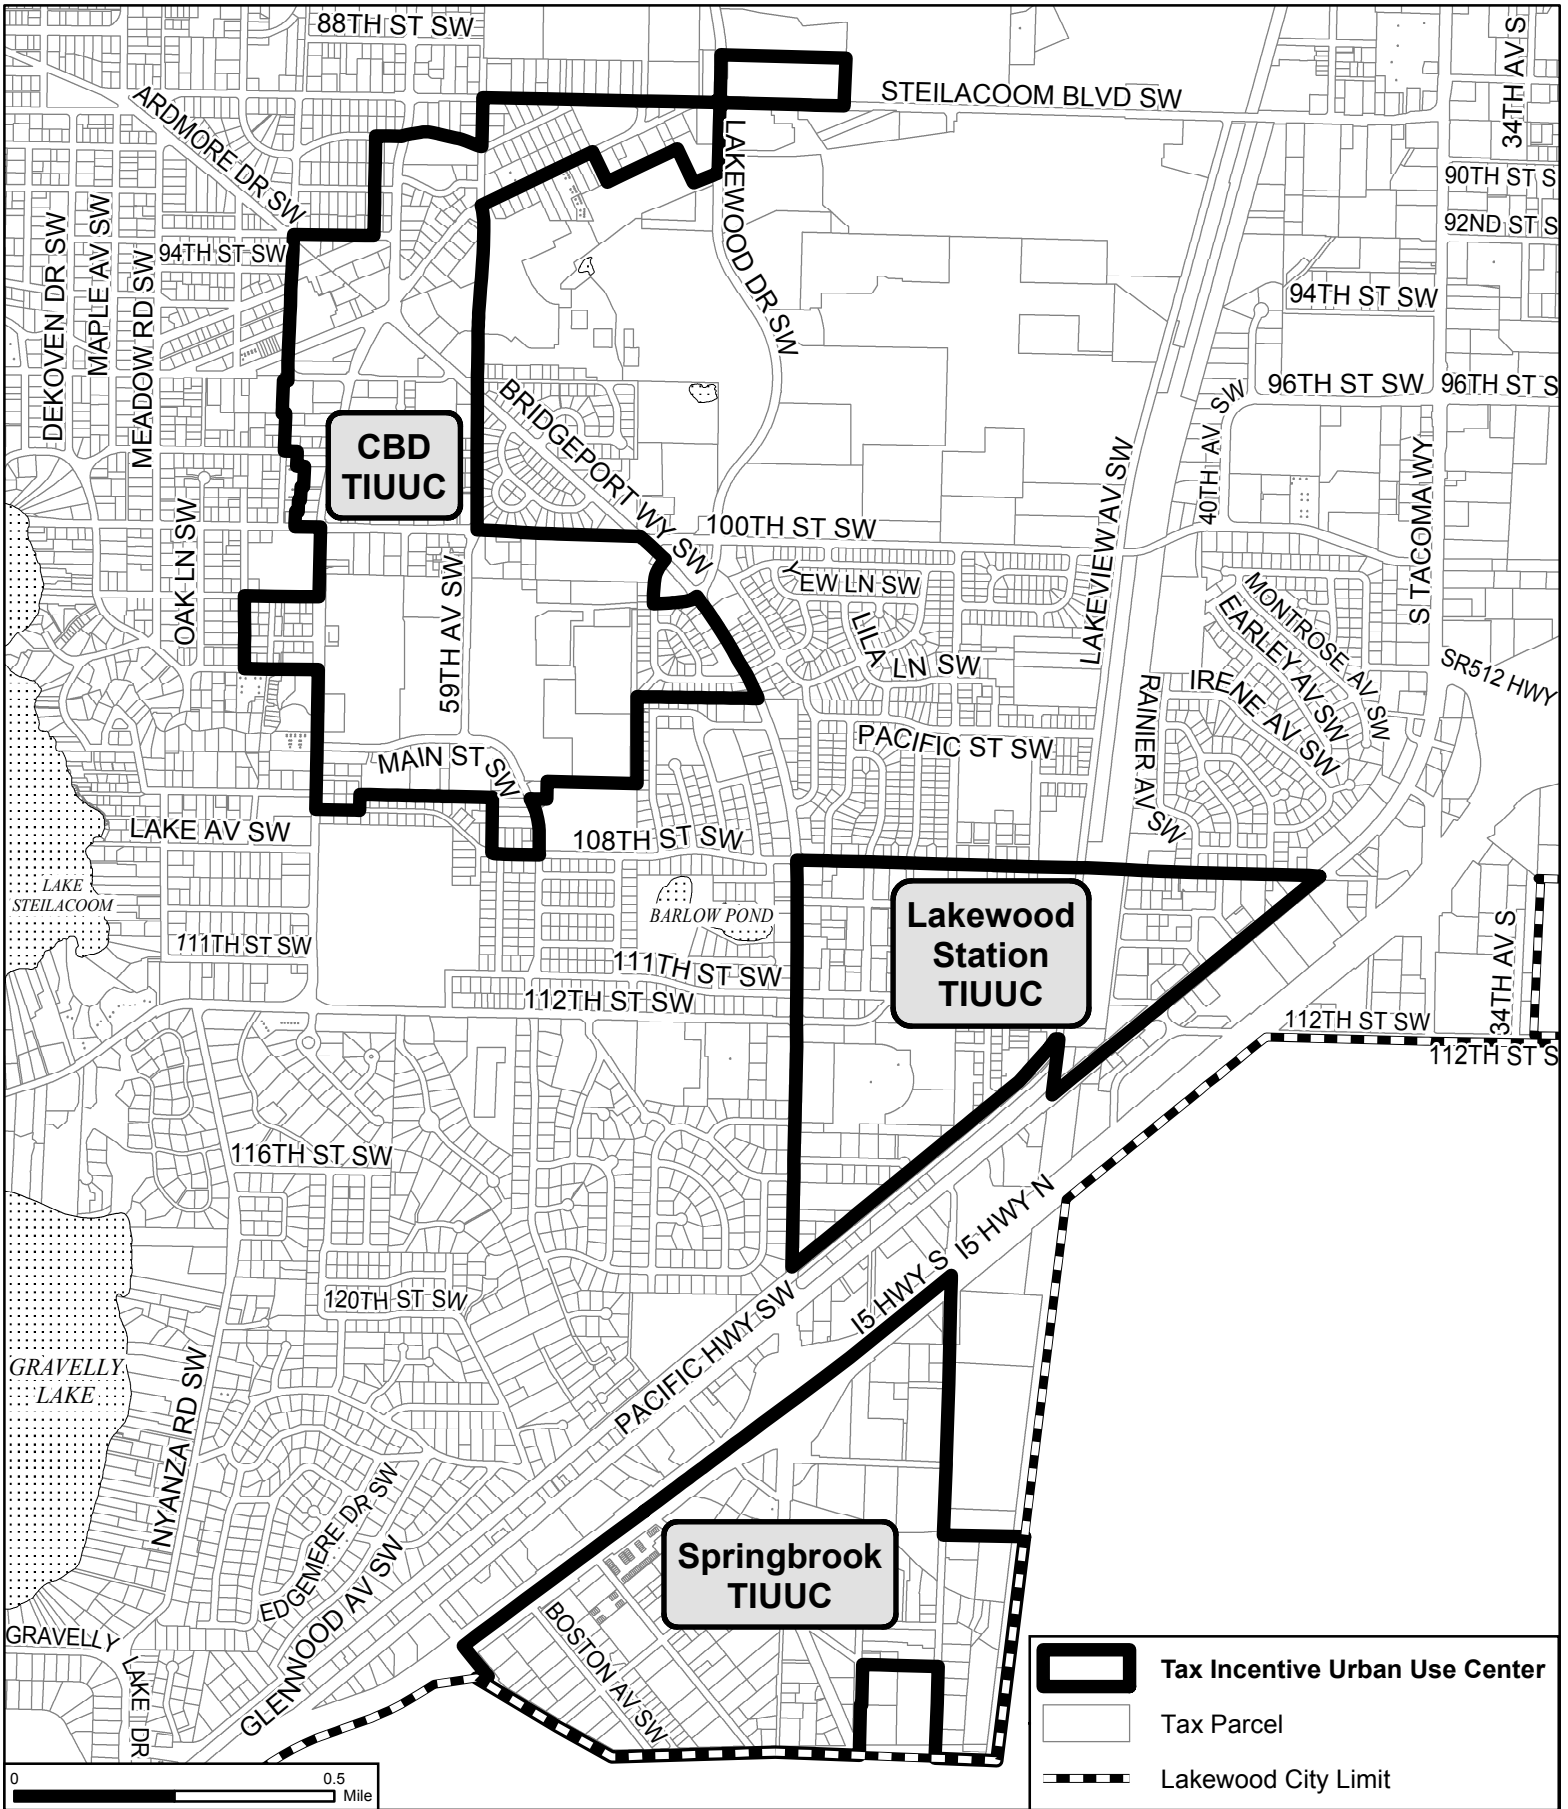 88TH ST SW
34TH AV S
STEILACOOM BLVD SW
ARDMORE DR SW
LAKEWOOD DR SW
90TH ST S
92ND ST S
DEKOVEN DR SW
MAPLE AV SW
MEADOW RD SW
94TH ST SW
94TH ST SW
96TH ST SW
96TH ST S
BRIDGEPORT WY SW
CBD
TIUUC
40TH AV SW
LAKEVIEW AV SW
S TACOMA WY
OAK LN SW
100TH ST SW
59TH AV SW
YEW LN SW
LILA LN SW
MONTROSE AV SW
EARLEY AV SW
IRENE AV SW
SR512 HWY
RAINIER AV SW
PACIFIC ST SW
MAIN ST SW
LAKE AV SW
108TH ST SW
LAKE
STEILACOOM
BARLOW POND
Lakewood
Station
TIUUC
34TH AV S
111TH ST SW
111TH ST SW
112TH ST SW
112TH ST SW
112TH ST S
116TH ST SW
I5 HWY N
I5 HWY S
120TH ST SW
PACIFIC HWY SW
GRAVELLY
LAKE
NYANZA RD SW
EDGEMERE DR SW
GLENWOOD AV SW
Springbrook
TIUUC
BOSTON AV SW
GRAVELLY
LAKE DR
Tax Incentive Urban Use Center
Tax Parcel
Lakewood City Limit
0 0.5
Mile